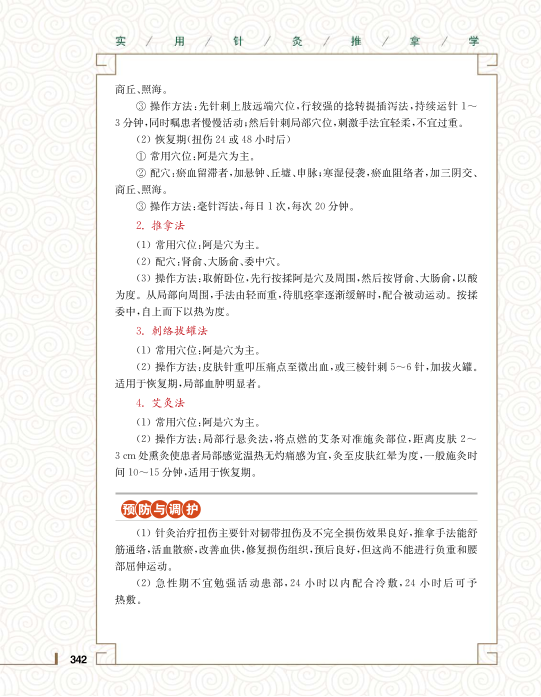 实 / 用 / 针 / 灸 / 推 / 拿 / 学
商丘、照海。
③ 操作方法:先针刺上肢远端穴位,行较强的捻转提插泻法,持续运针 1～
3 分钟,同时嘱患者慢慢活动;然后针刺局部穴位,刺激手法宜轻柔,不宜过重。
(2) 恢复期(扭伤 24 或 48 小时后)
① 常用穴位:阿是穴为主。
② 配穴:瘀血留滞者,加悬钟、丘墟、申脉;寒湿侵袭,瘀血阻络者,加三阴交、
商丘、照海。
③ 操作方法:毫针泻法,每日 1 次,每次 20 分钟。
2. 推拿法
(1) 常用穴位:阿是穴为主。
(2) 配穴:肾俞、大肠俞、委中穴。
(3) 操作方法:取俯卧位,先行按揉阿是穴及周围,然后按肾俞、大肠俞,以酸
为度。从局部向周围,手法由轻而重,待肌痉挛逐渐缓解时,配合被动运动。按揉
委中,自上而下以热为度。
3. 刺络拔罐法
(1) 常用穴位:阿是穴为主。
(2) 操作方法:皮肤针重叩压痛点至微出血,或三棱针刺 5～6 针,加拔火罐。
适用于恢复期,局部血肿明显者。
4. 艾灸法
(1) 常用穴位:阿是穴为主。
(2) 操作方法:局部行悬灸法,将点燃的艾条对准施灸部位,距离皮肤 2～
3 cm 处熏灸使患者局部感觉温热无灼痛感为宜,灸至皮肤红晕为度,一般施灸时
间 10～15 分钟,适用于恢复期。
预防与调护
(1) 针灸治疗扭伤主要针对韧带扭伤及不完全损伤效果良好,推拿手法能舒
筋通络,活血散瘀,改善血供,修复损伤组织,预后良好,但这尚不能进行负重和腰
部屈伸运动。
(2) 急性期不宜勉强活动患部,24 小时以内配合冷敷,24 小时后可予
热敷。
342